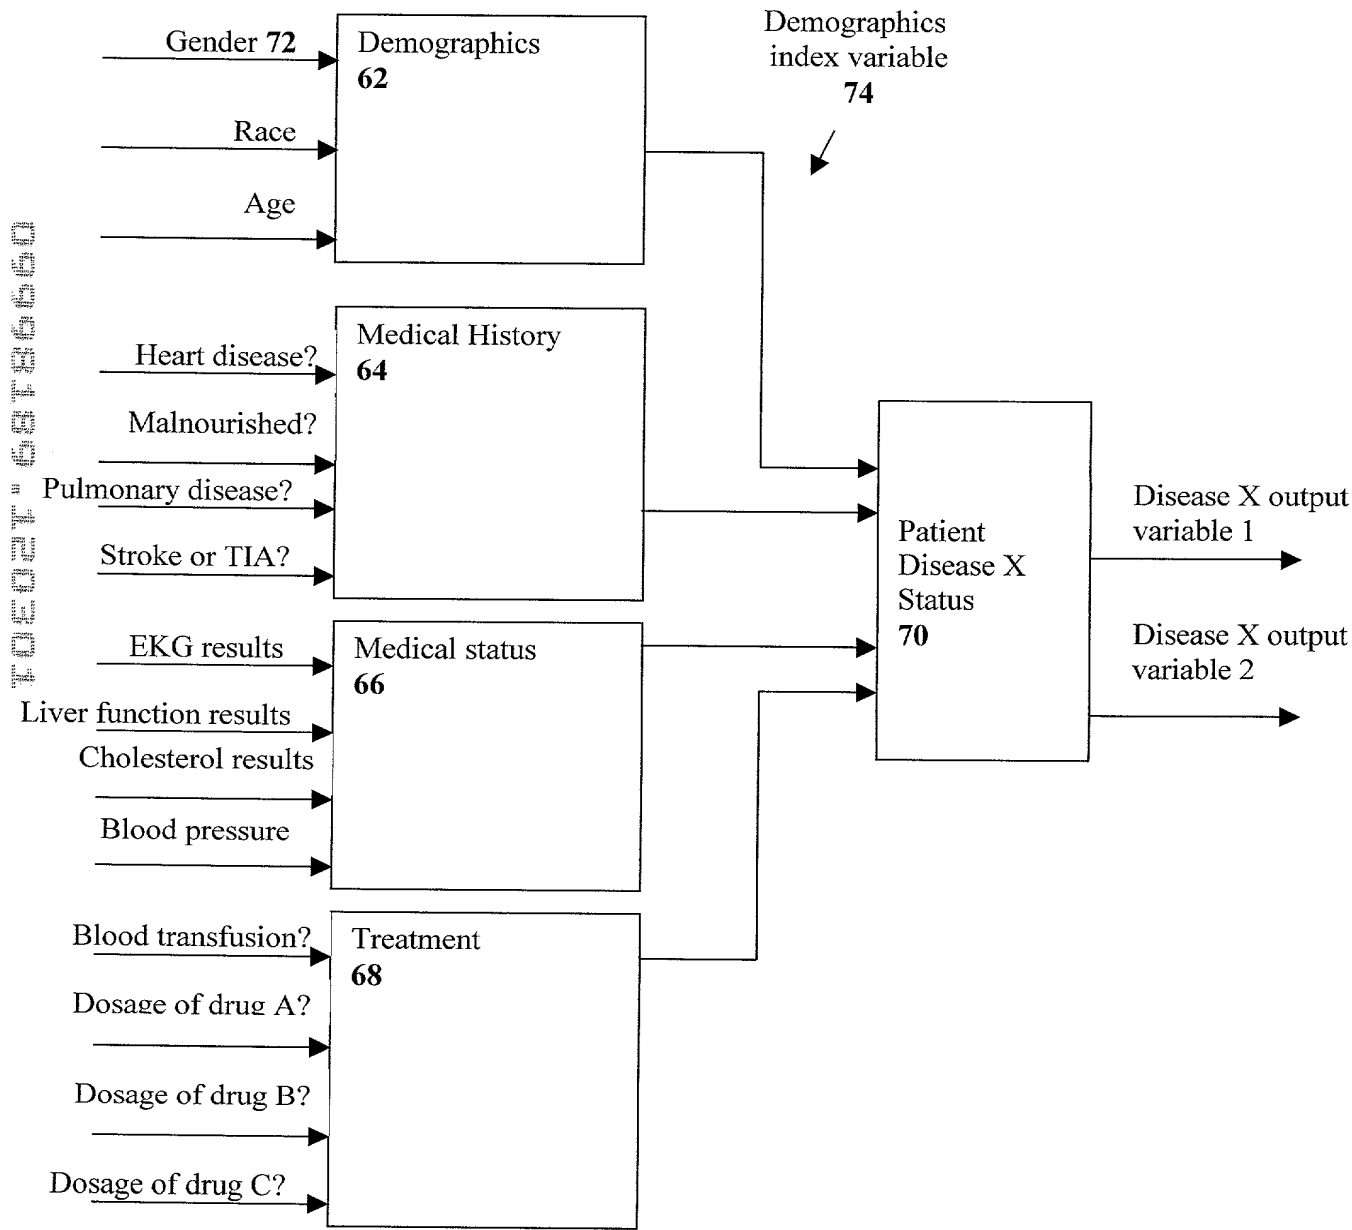 Gender 72
Race
Age
Demographics
62
Demographics
index variable
74
Heart disease?
Malnourished?
Pulmonary disease?
Stroke or TIA?
Medical History
64
EKG results
Liver function results
Cholesterol results
Blood pressure
Medical status
66
Blood transfusion?
Dosage of drug A?
Dosage of drug B?
Dosage of drug C?
Treatment
68
Patient
Disease X
Status
70
Disease X output
variable 1
Disease X output
variable 2
09998189.120301